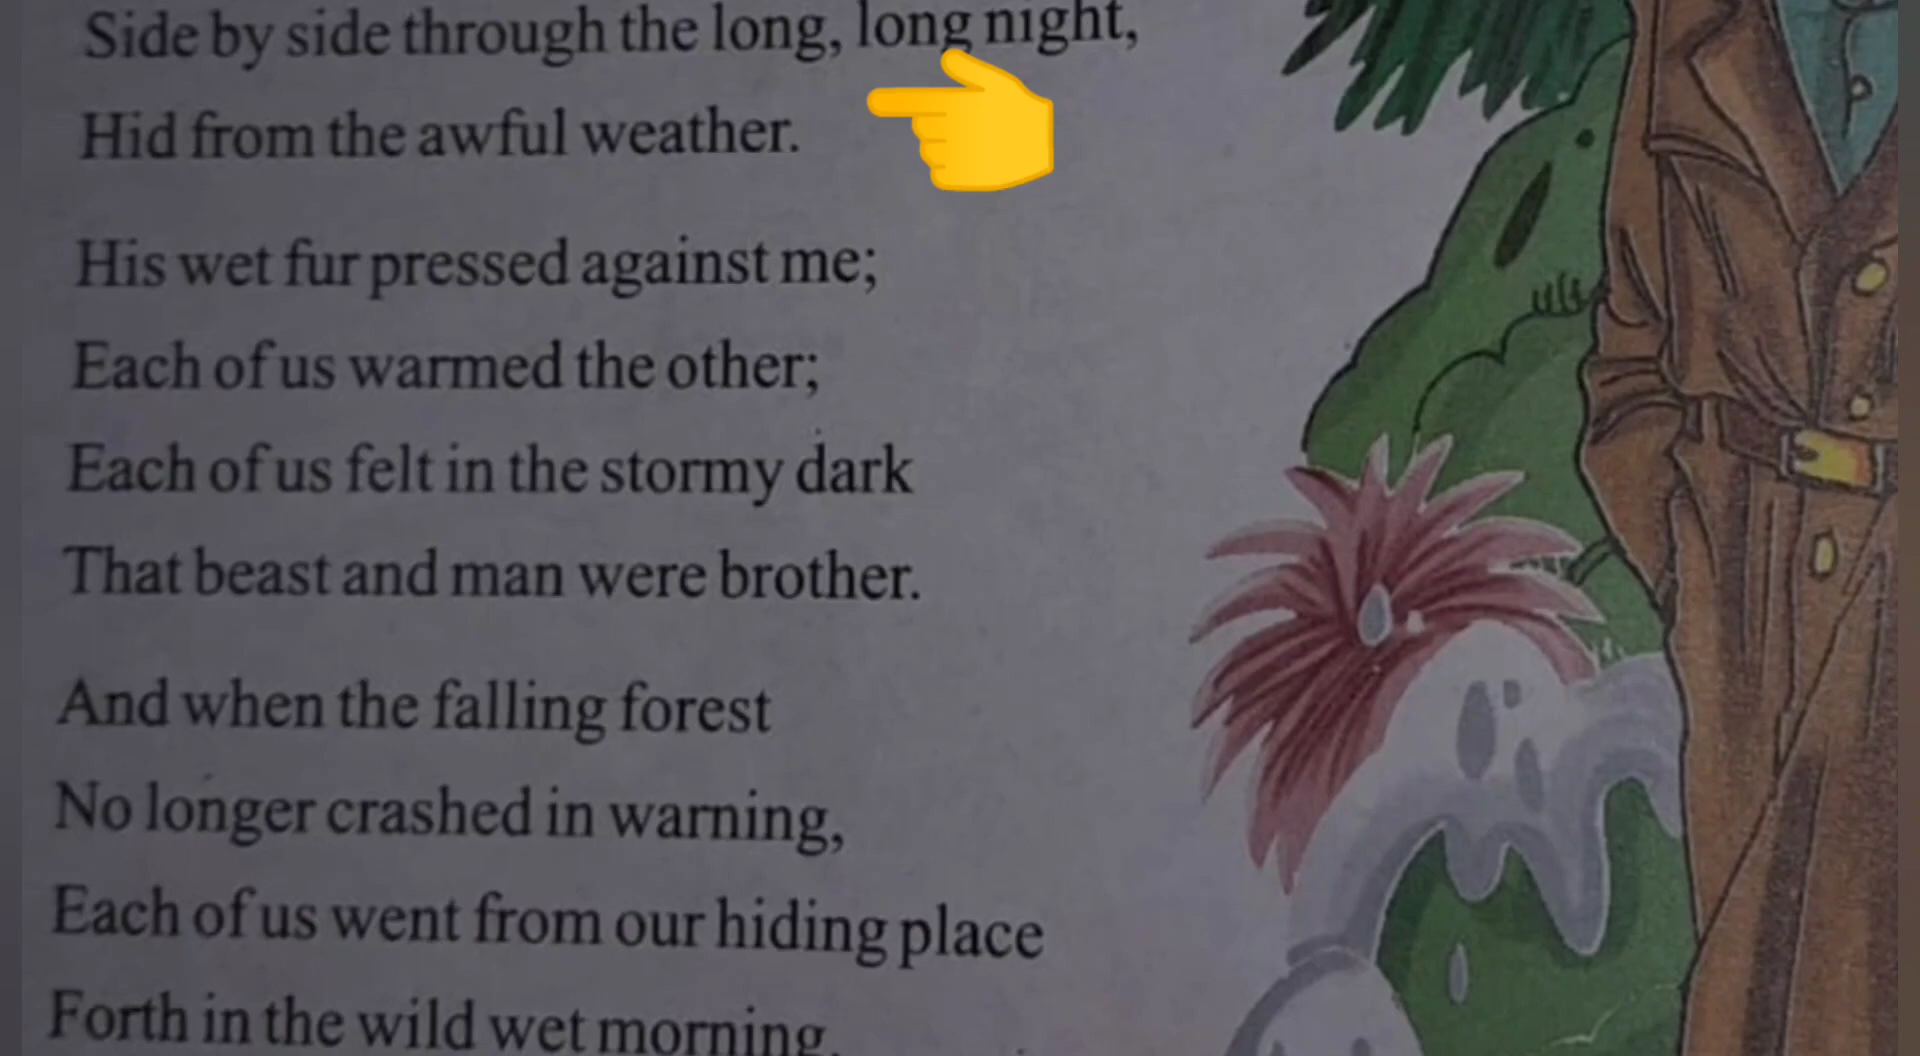 Side by side through the long, long night,
Hid from the awful weather.
His wet fur pressed against me;
Each of us warmed the other;
Each of us felt in the stormy dark
That beast and man were brother.
And when the falling forest
No longer crashed in warning,
Each of us went from our hiding place
Forth in the wild wet morning.